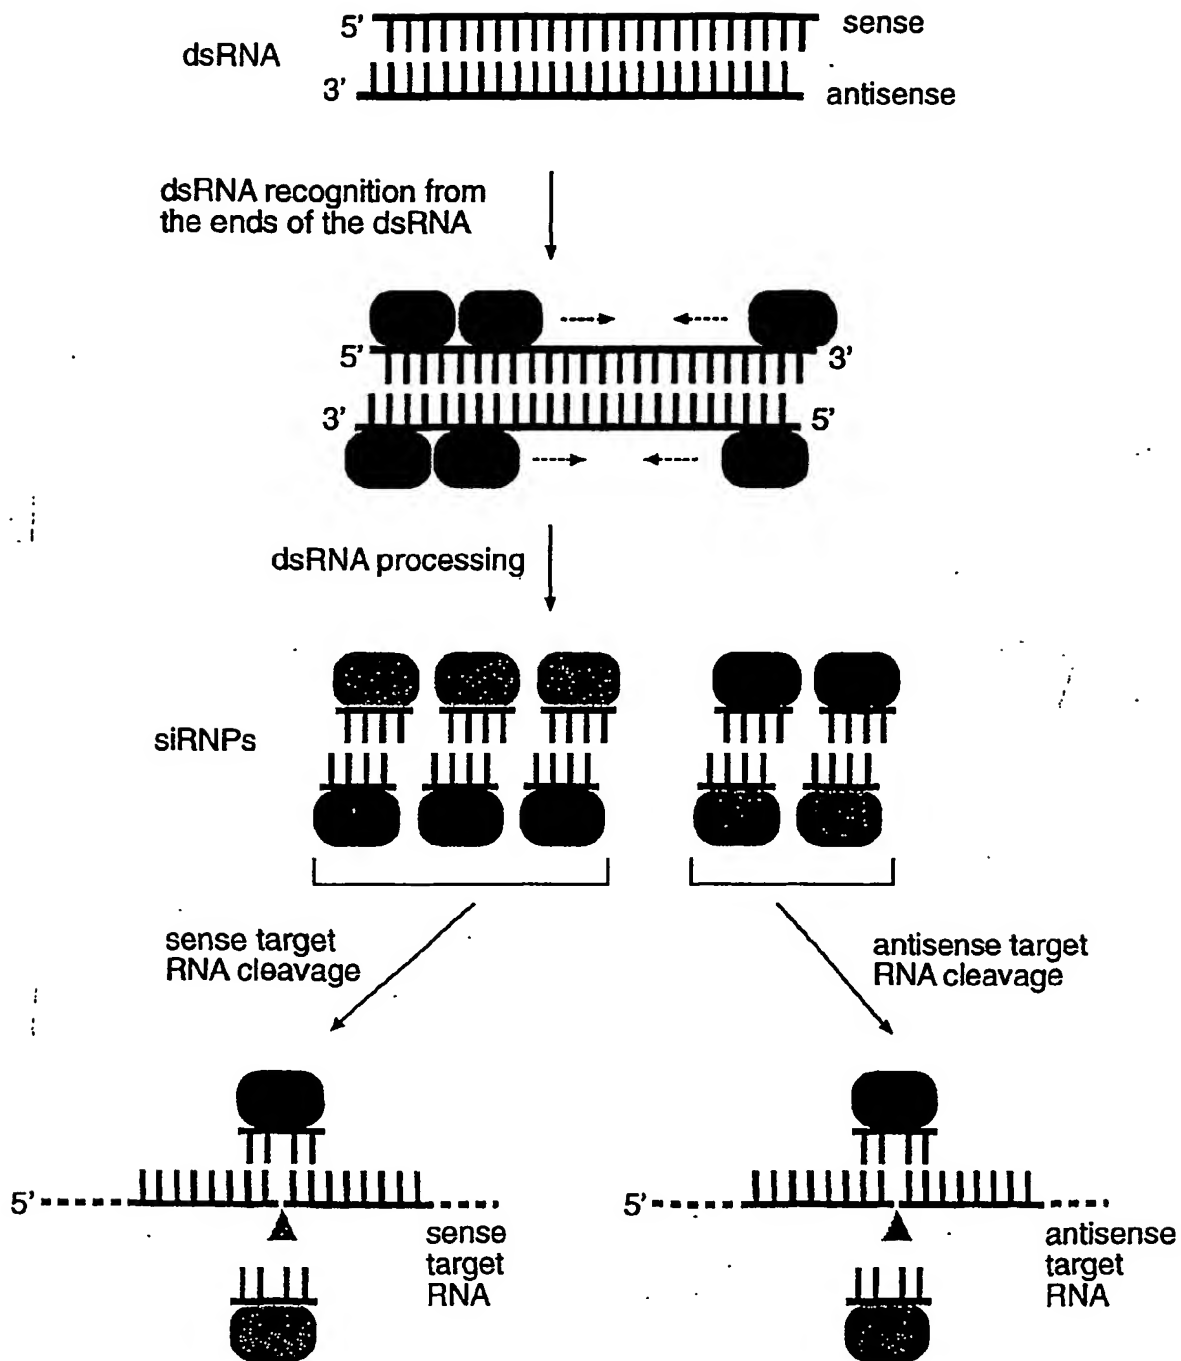 5'
sense
dsRNA
3'
antisense
dsRNA recognition from
the ends of the dsRNA
5'
3'
3'
5'
dsRNA processing
siRNPs
sense target
RNA cleavage
antisense target
RNA cleavage
5'
sense
target
RNA
5'
antisense
target
RNA